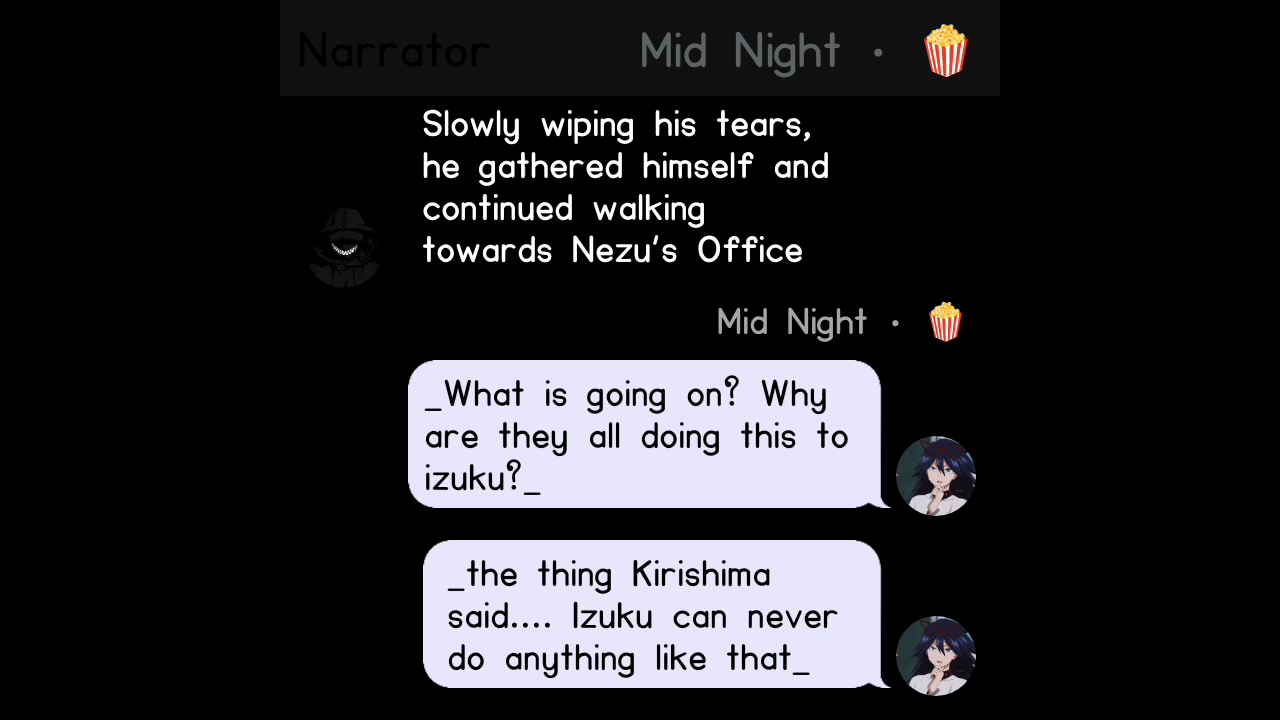 Narrator
Mid Night • 🍿
Slowly wiping his tears,
he gathered himself and
continued walking
towards Nezu's Office
Mid Night • 🍿
_What is going on? Why
are they all doing this to
izuku?_
_the thing Kirishima
said.... Izuku can never
do anything like that_